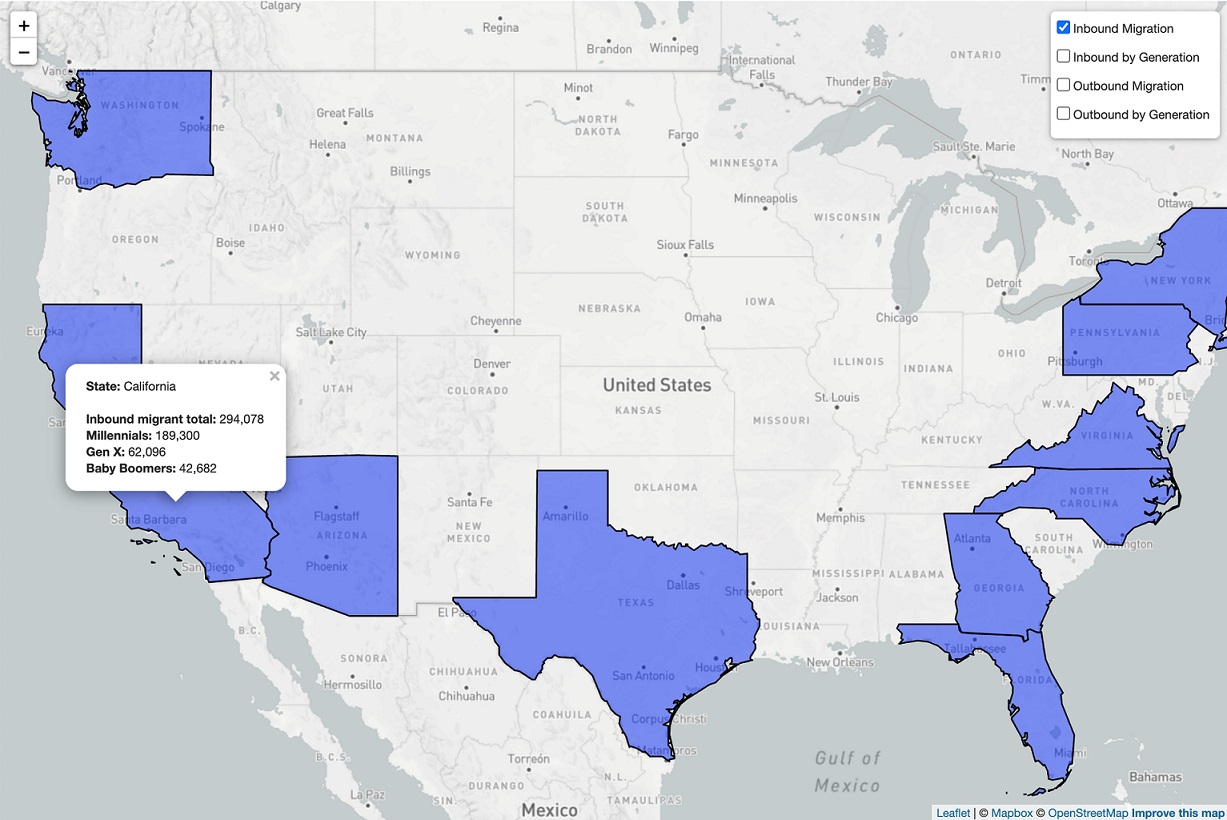 +
−
Calgary
Regina
Brandon
Winnipeg
International
Falls
ONTARIO
Thunder Bay
Inbound Migration
Inbound by Generation
Outbound Migration
Outbound by Generation
WASHINGTON
Spokane
Portland
Great Falls
Helena
MONTANA
Billings
Minot
NORTH
DAKOTA
Fargo
MINNESOTA
Minneapolis
WISCONSIN
MICHIGAN
Sault Ste. Marie
North Bay
Ottawa
OREGON
IDAHO
Boise
WYOMING
SOUTH
DAKOTA
Sioux Falls
Toronto
NEW YORK
Detroit
Eureka
Salt Lake City
Cheyenne
NEBRASKA
Omaha
IOWA
Chicago
PENNSYLVANIA
Pittsburgh
NEVADA
UTAH
Denver
COLORADO
United States
KANSAS
MISSOURI
St. Louis
ILLINOIS
INDIANA
OHIO
W.VA.
MD.
DEL.
N.J.
×
State: California
Inbound migrant total: 294,078
Millennials: 189,300
Gen X: 62,096
Baby Boomers: 42,682
KENTUCKY
VIRGINIA
Santa Barbara
San Diego
Flagstaff
ARIZONA
Phoenix
Santa Fe
NEW
MEXICO
Amarillo
OKLAHOMA
TENNESSEE
Memphis
NORTH
CAROLINA
Wilmington
SOUTH
CAROLINA
Atlanta
GEORGIA
MISSISSIPPI
ALABAMA
Jackson
Dallas
Shreveport
TEXAS
El Paso
LOUISIANA
New Orleans
Tallahassee
FLORIDA
Miami
B.C.
SONORA
Hermosillo
CHIHUAHUA
Chihuahua
San Antonio
Houston
COAHUILA
Corpus Christi
Matamoros
B.C.S.
Torreón
N.L.
DURANGO
TAMAULIPAS
La Paz
SIN.
Mexico
Gulf of
Mexico
Bahamas
Leaflet | © Mapbox © OpenStreetMap Improve this map